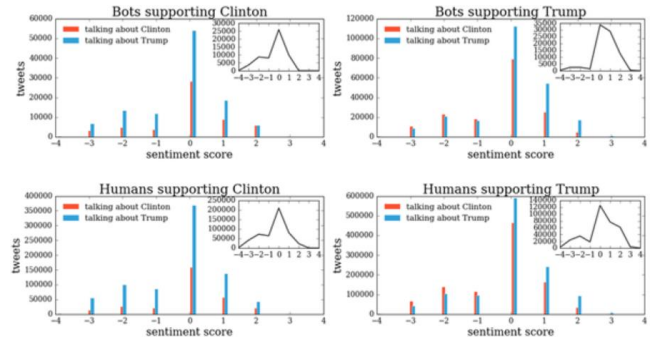 Bots supporting Clinton
60000
50000
40000
30000
20000
10000
0
tweets
talking about Clinton
talking about Trump
30000
25000
20000
15000
10000
5000
0
−4 −3 −2 −1 0 1 2 3 4
−4 −3 −2 −1 0 1 2 3 4
sentiment score
Bots supporting Trump
120000
100000
80000
60000
40000
20000
0
tweets
talking about Clinton
talking about Trump
35000
30000
25000
20000
15000
10000
5000
0
−4 −3 −2 −1 0 1 2 3 4
−4 −3 −2 −1 0 1 2 3 4
sentiment score
Humans supporting Clinton
400000
350000
300000
250000
200000
150000
100000
50000
0
tweets
talking about Clinton
talking about Trump
250000
200000
150000
100000
50000
0
−4 −3 −2 −1 0 1 2 3 4
−4 −3 −2 −1 0 1 2 3 4
sentiment score
Humans supporting Trump
600000
500000
400000
300000
200000
100000
0
tweets
talking about Clinton
talking about Trump
140000
120000
100000
80000
60000
40000
20000
0
−4 −3 −2 −1 0 1 2 3 4
−4 −3 −2 −1 0 1 2 3 4
sentiment score